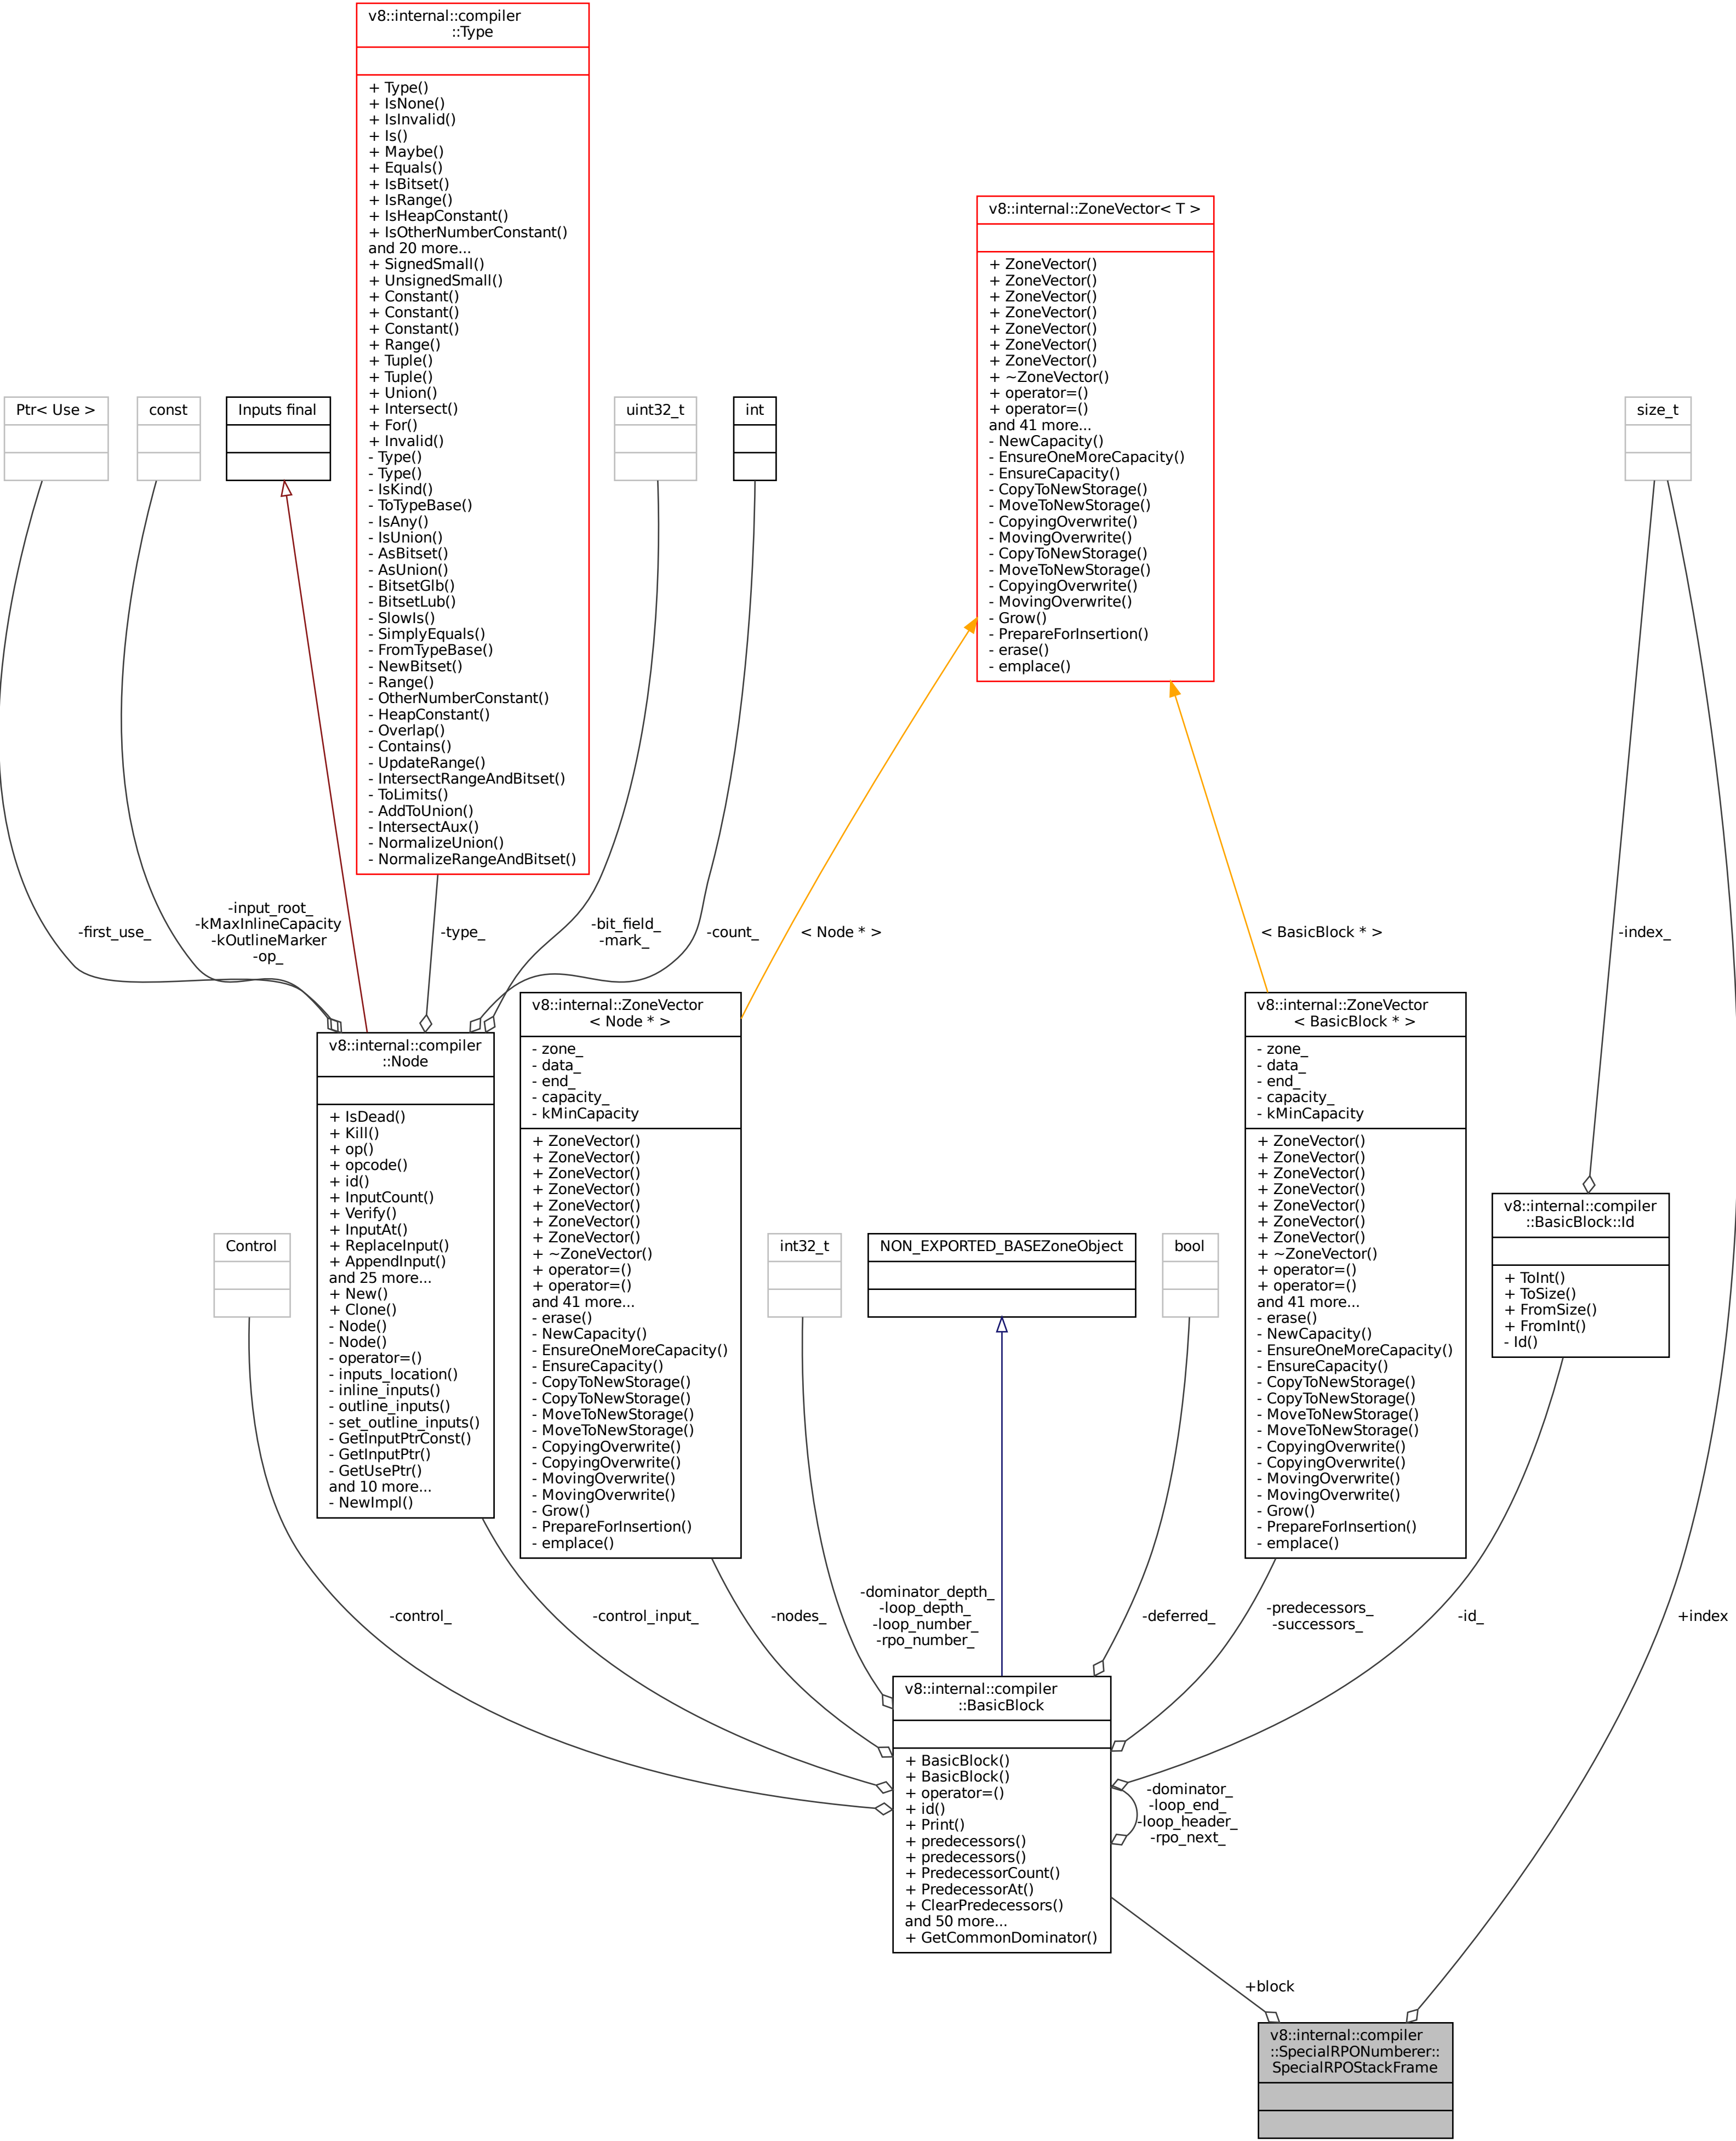 v8::internal::compiler
::Type
+ Type()
+ IsNone()
+ IsInvalid()
+ Is()
+ Maybe()
+ Equals()
+ IsBitset()
+ IsRange()
+ IsHeapConstant()
+ IsOtherNumberConstant()
and 20 more...
+ SignedSmall()
+ UnsignedSmall()
+ Constant()
+ Constant()
+ Constant()
+ Range()
+ Tuple()
+ Tuple()
+ Union()
+ Intersect()
+ For()
+ Invalid()
- Type()
- Type()
- IsKind()
- ToTypeBase()
- IsAny()
- IsUnion()
- AsBitset()
- AsUnion()
- BitsetGlb()
- BitsetLub()
- SlowIs()
- SimplyEquals()
- FromTypeBase()
- NewBitset()
- Range()
- OtherNumberConstant()
- HeapConstant()
- Overlap()
- Contains()
- UpdateRange()
- IntersectRangeAndBitset()
- ToLimits()
- AddToUnion()
- IntersectAux()
- NormalizeUnion()
- NormalizeRangeAndBitset()
v8::internal::ZoneVector< T >
+ ZoneVector()
+ ZoneVector()
+ ZoneVector()
+ ZoneVector()
+ ZoneVector()
+ ZoneVector()
+ ZoneVector()
+ ~ZoneVector()
+ operator=()
+ operator=()
and 41 more...
- NewCapacity()
- EnsureOneMoreCapacity()
- EnsureCapacity()
- CopyToNewStorage()
- MoveToNewStorage()
- CopyingOverwrite()
- MovingOverwrite()
- CopyToNewStorage()
- MoveToNewStorage()
- CopyingOverwrite()
- MovingOverwrite()
- Grow()
- PrepareForInsertion()
- erase()
- emplace()
Ptr< Use >
const
Inputs final
uint32_t
int
size_t
-first_use_
-input_root_
-kMaxInlineCapacity
-kOutlineMarker
-op_
-type_
-bit_field_
-mark_
-count_
< Node * >
< BasicBlock * >
-index_
v8::internal::compiler
::Node
+ IsDead()
+ Kill()
+ op()
+ opcode()
+ id()
+ InputCount()
+ Verify()
+ InputAt()
+ ReplaceInput()
+ AppendInput()
and 25 more...
+ New()
+ Clone()
- Node()
- Node()
- operator=()
- inputs_location()
- inline_inputs()
- outline_inputs()
- set_outline_inputs()
- GetInputPtrConst()
- GetInputPtr()
- GetUsePtr()
and 10 more...
- NewImpl()
v8::internal::ZoneVector
< Node * >
- zone_
- data_
- end_
- capacity_
- kMinCapacity
+ ZoneVector()
+ ZoneVector()
+ ZoneVector()
+ ZoneVector()
+ ZoneVector()
+ ZoneVector()
+ ZoneVector()
+ ~ZoneVector()
+ operator=()
+ operator=()
and 41 more...
- erase()
- NewCapacity()
- EnsureOneMoreCapacity()
- EnsureCapacity()
- CopyToNewStorage()
- CopyToNewStorage()
- MoveToNewStorage()
- MoveToNewStorage()
- CopyingOverwrite()
- CopyingOverwrite()
- MovingOverwrite()
- MovingOverwrite()
- Grow()
- PrepareForInsertion()
- emplace()
v8::internal::ZoneVector
< BasicBlock * >
- zone_
- data_
- end_
- capacity_
- kMinCapacity
+ ZoneVector()
+ ZoneVector()
+ ZoneVector()
+ ZoneVector()
+ ZoneVector()
+ ZoneVector()
+ ZoneVector()
+ ~ZoneVector()
+ operator=()
+ operator=()
and 41 more...
- erase()
- NewCapacity()
- EnsureOneMoreCapacity()
- EnsureCapacity()
- CopyToNewStorage()
- CopyToNewStorage()
- MoveToNewStorage()
- MoveToNewStorage()
- CopyingOverwrite()
- CopyingOverwrite()
- MovingOverwrite()
- MovingOverwrite()
- Grow()
- PrepareForInsertion()
- emplace()
v8::internal::compiler
::BasicBlock::Id
+ ToInt()
+ ToSize()
+ FromSize()
+ FromInt()
- Id()
Control
int32_t
NON_EXPORTED_BASEZoneObject
bool
-control_
-control_input_
-nodes_
-dominator_depth_
-loop_depth_
-loop_number_
-rpo_number_
-deferred_
-predecessors_
-successors_
-id_
+index
v8::internal::compiler
::BasicBlock
+ BasicBlock()
+ BasicBlock()
+ operator=()
+ id()
+ Print()
+ predecessors()
+ predecessors()
+ PredecessorCount()
+ PredecessorAt()
+ ClearPredecessors()
and 50 more...
+ GetCommonDominator()
-dominator_
-loop_end_
-loop_header_
-rpo_next_
+block
v8::internal::compiler
::SpecialRPONumberer::
SpecialRPOStackFrame